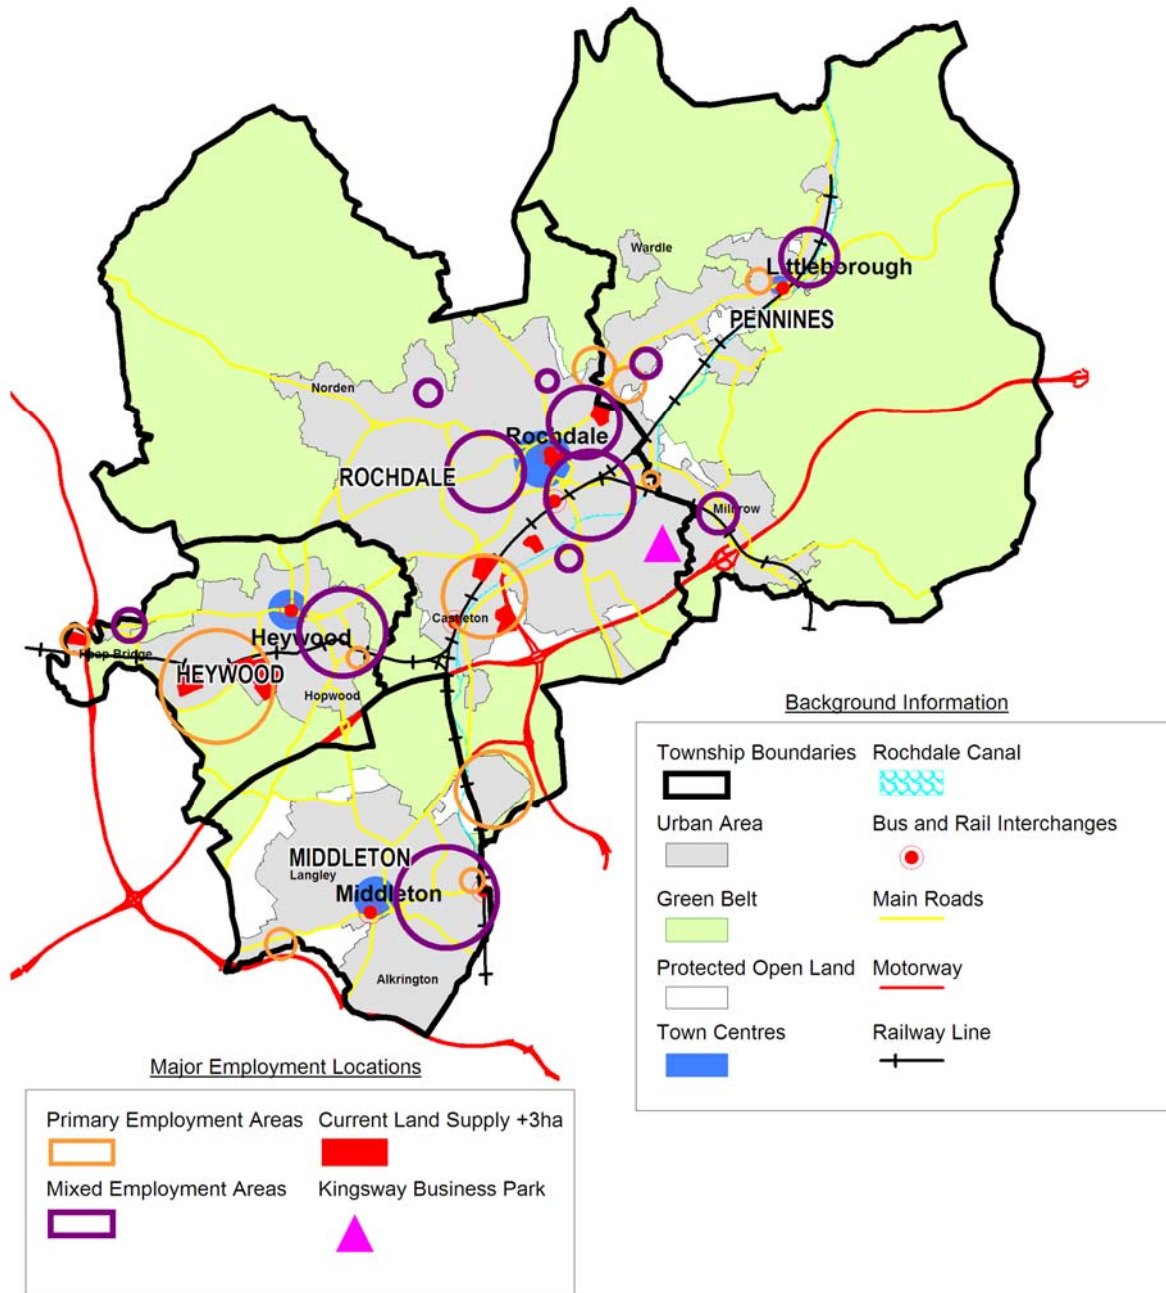 Wardle
Littleborough
PENNINES
Norden
Rochdale
ROCHDALE
Milnrow
Castleton
Heywood
Heap Bridge
HEYWOOD
Hopwood
MIDDLETON
Langley
Middleton
Alkrington
Background Information
Township Boundaries Rochdale Canal
Urban Area Bus and Rail Interchanges
Green Belt Main Roads
Protected Open Land Motorway
Town Centres Railway Line
Major Employment Locations
Primary Employment Areas Current Land Supply +3ha
Mixed Employment Areas Kingsway Business Park